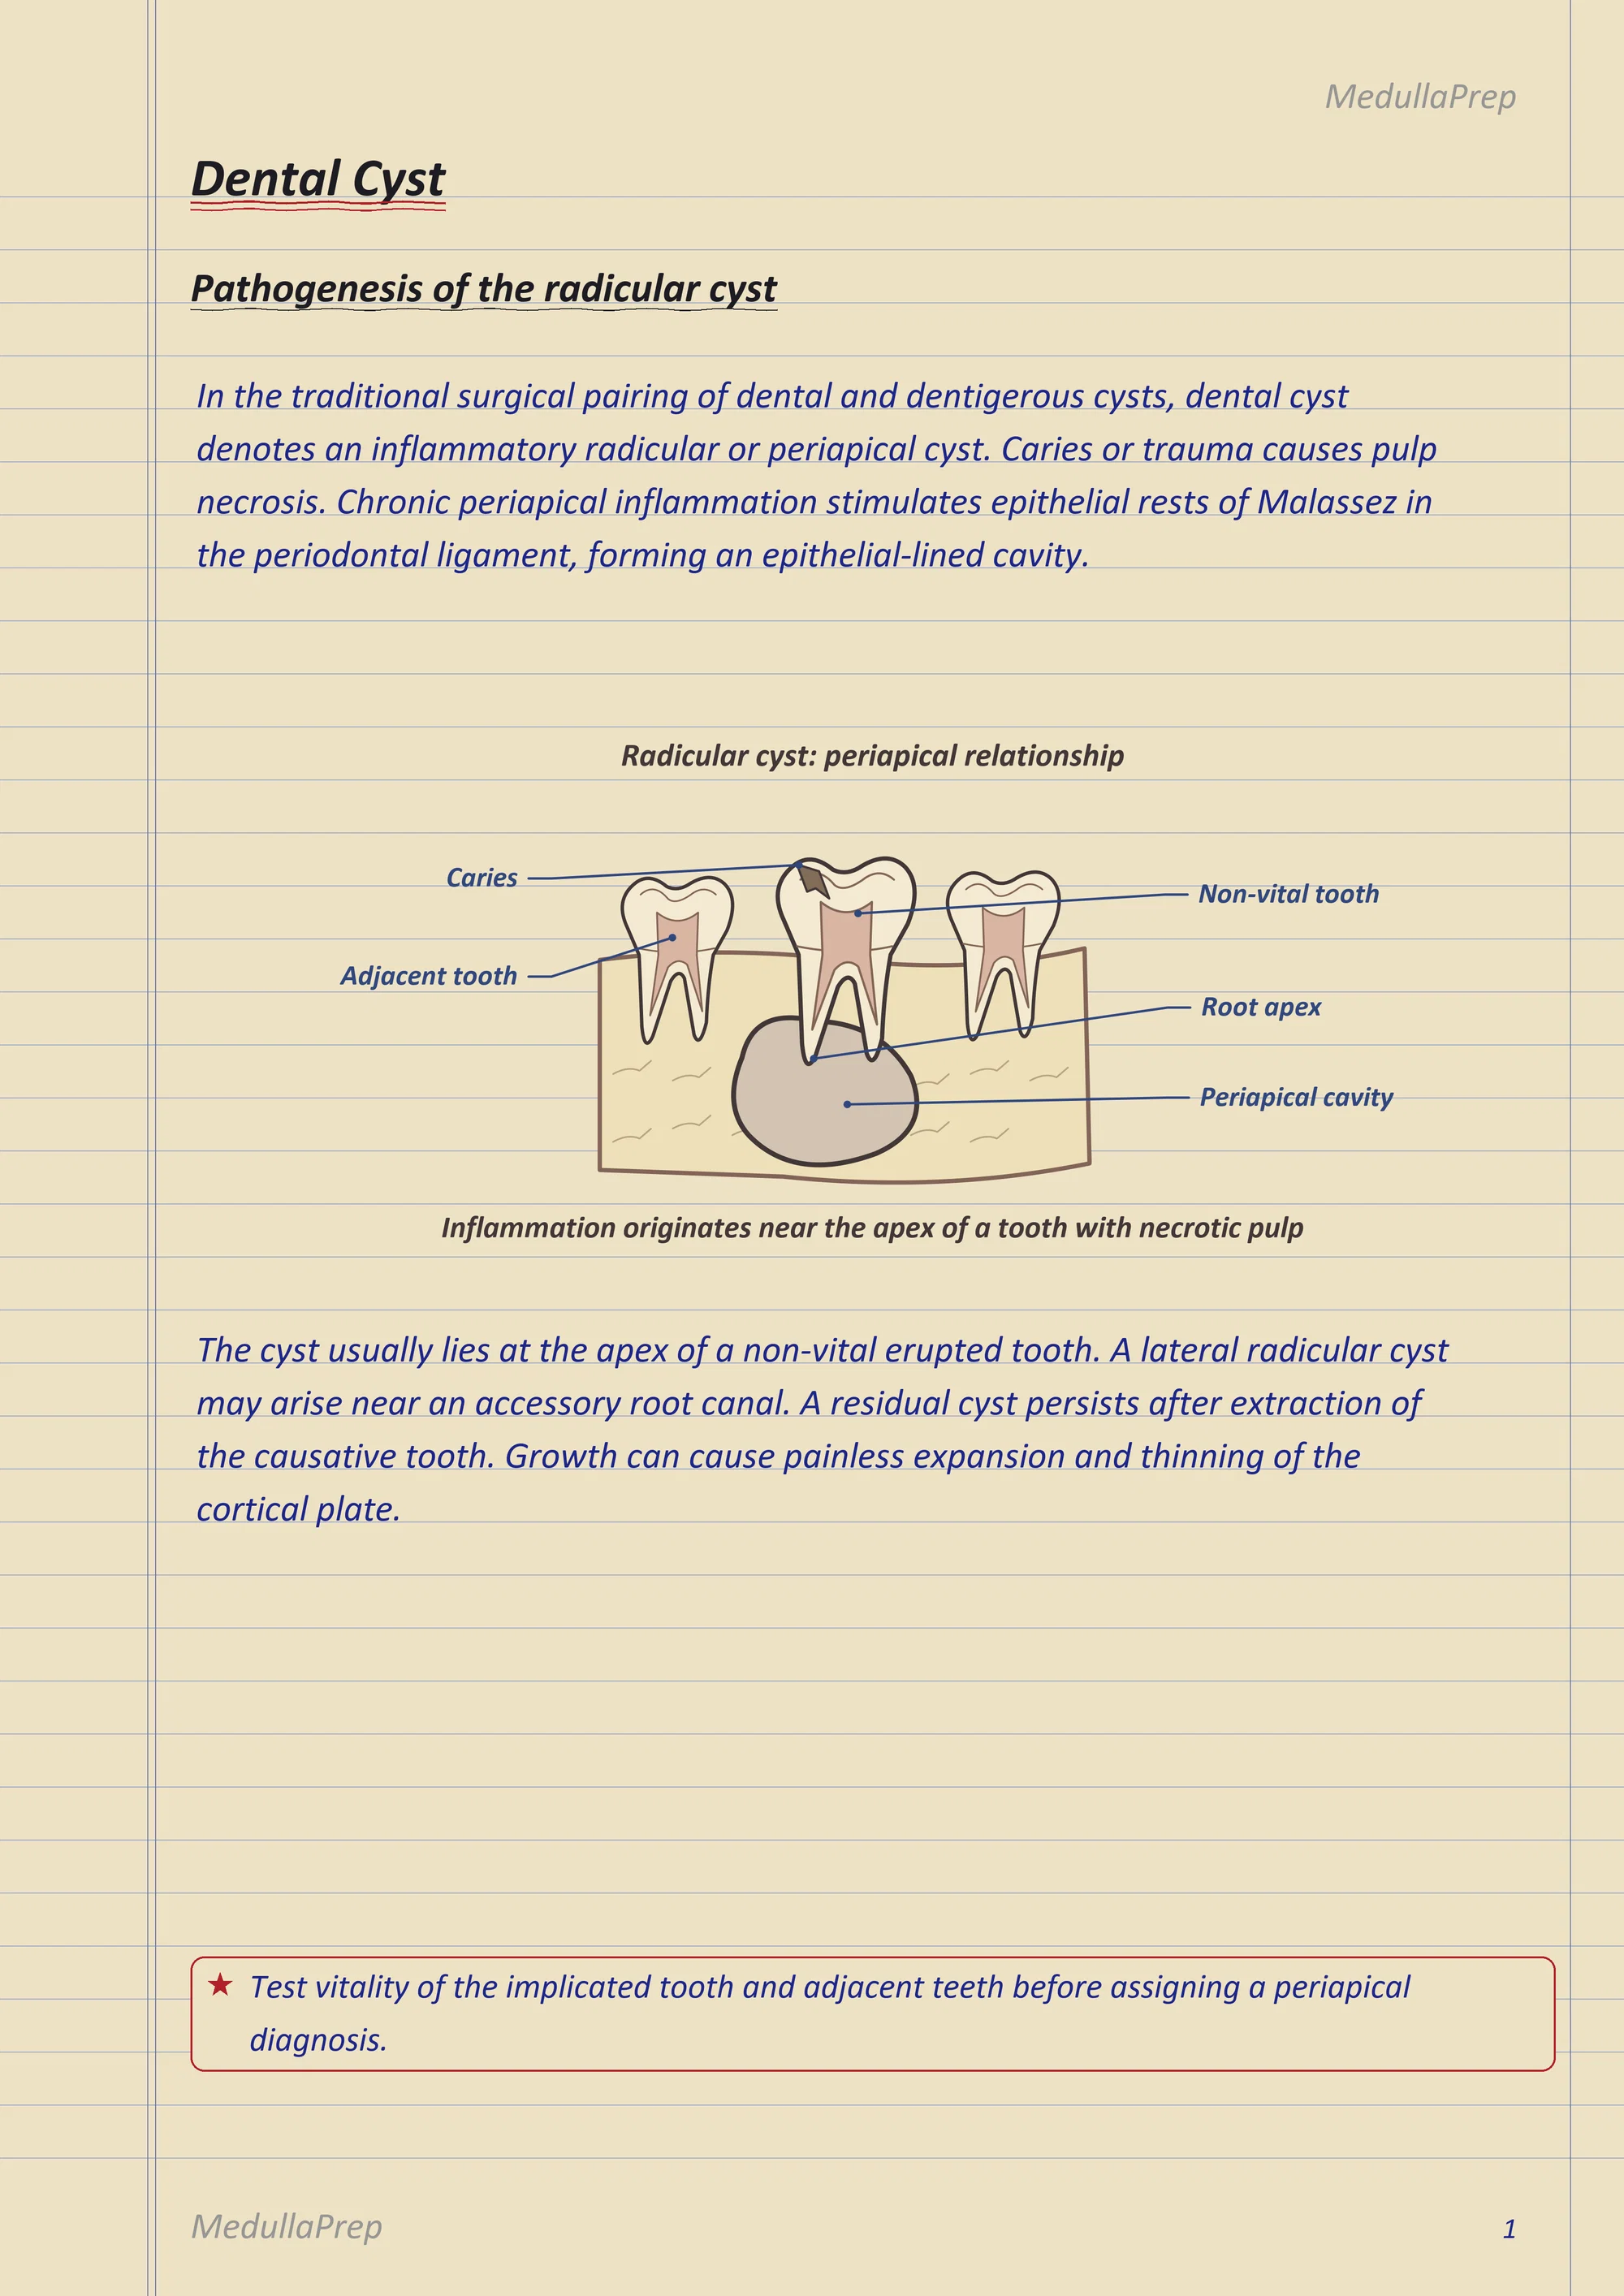 MedullaPrep
Dental Cyst
Pathogenesis of the radicular cyst
In the traditional surgical pairing of dental and dentigerous cysts, dental cyst
denotes an inflammatory radicular or periapical cyst. Caries or trauma causes pulp
necrosis. Chronic periapical inflammation stimulates epithelial rests of Malassez in
the periodontal ligament, forming an epithelial-lined cavity.
Radicular cyst: periapical relationship
Caries
Non-vital tooth
Adjacent tooth
Root apex
Periapical cavity
Inflammation originates near the apex of a tooth with necrotic pulp
The cyst usually lies at the apex of a non-vital erupted tooth. A lateral radicular cyst
may arise near an accessory root canal. A residual cyst persists after extraction of
the causative tooth. Growth can cause painless expansion and thinning of the
cortical plate.
★ Test vitality of the implicated tooth and adjacent teeth before assigning a periapical
diagnosis.
MedullaPrep
1